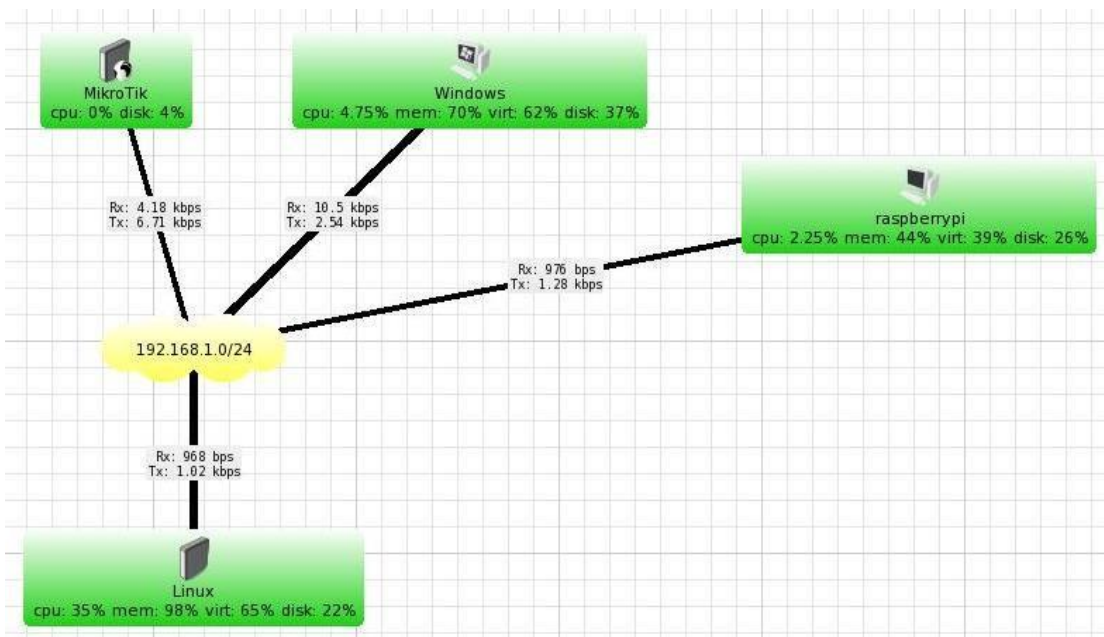 MikroTik
cpu: 0% disk: 4%
Windows
cpu: 4.75% mem: 70% virt: 62% disk: 37%
raspberrypi
cpu: 2.25% mem: 44% virt: 39% disk: 26%
Rx: 4.18 kbps
Tx: 6.71 kbps
Rx: 10.5 kbps
Tx: 2.54 kbps
Rx: 976 bps
Tx: 1.28 kbps
192.168.1.0/24
Rx: 968 bps
Tx: 1.02 kbps
Linux
cpu: 35% mem: 98% virt: 65% disk: 22%